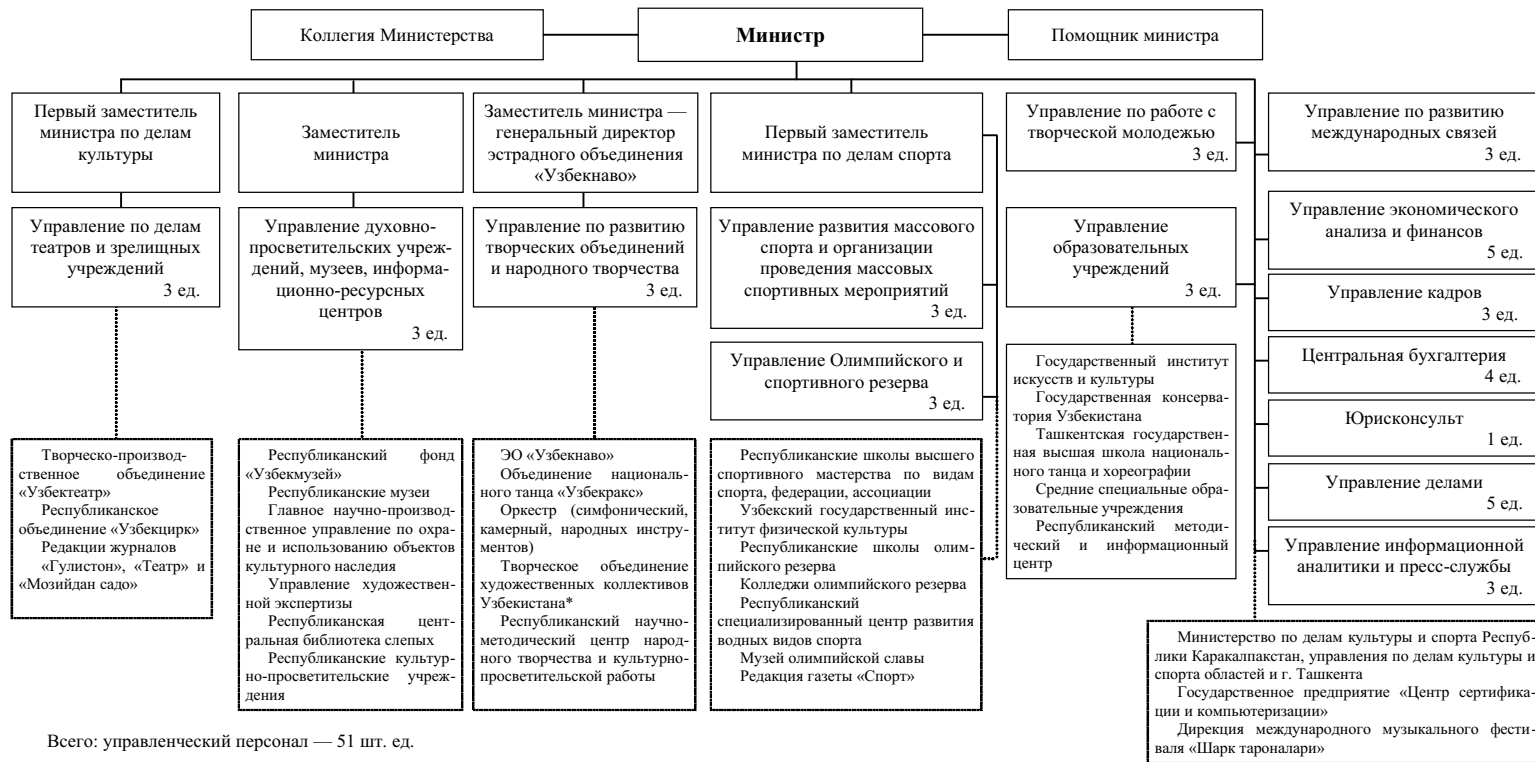 Коллегия Министерства
Министр
Помощник министра
Первый заместитель
министра по делам
культуры
Заместитель
министра
Заместитель министра —
генеральный директор
эстрадного объединения
«Узбекнаво»
Первый заместитель
министра по делам спорта
Управление по работе с
творческой молодежью
3 ед.
Управление по развитию
международных связей
3 ед.
Управление по делам
театров и зрелищных
учреждений
3 ед.
Управление духовно-
просветительских учреж-
дений, музеев, информа-
ционно-ресурсных
центров
3 ед.
Управление по развитию
творческих объединений
и народного творчества
3 ед.
Управление развития массового
спорта и организации
проведения массовых
спортивных мероприятий
3 ед.
Управление
образовательных
учреждений
3 ед.
Управление экономического
анализа и финансов
5 ед.
Управление кадров
3 ед.
Управление Олимпийского и
спортивного резерва
3 ед.
Центральная бухгалтерия
4 ед.
Юрисконсульт
1 ед.
Управление делами
5 ед.
Управление информационной
аналитики и пресс-службы
3 ед.
Творческо-производ-
ственное объединение
«Узбектеатр»
Республиканское
объединение «Узбекцирк»
Редакции журналов
«Гулистон», «Театр» и
«Мозийдан садо»
Республиканский фонд
«Узбекмузей»
Республиканские музеи
Главное научно-производ-
ственное управление по охра-
не и использованию объектов
культурного наследия
Управление художествен-
ной экспертизы
Республиканская цент-
ральная библиотека слепых
Республиканские культур-
но-просветительские учреж-
дения
ЭО «Узбекнаво»
Объединение националь-
ного танца «Узбекракс»
Оркестр (симфонический,
камерный, народных инстру-
ментов)
Творческое объединение
художественных коллективов
Узбекистана*
Республиканский научно-
методический центр народ-
ного творчества и культурно-
просветительской работы
Республиканские школы высшего
спортивного мастерства по видам
спорта, федерации, ассоциации
Узбекский государственный инс-
титут физической культуры
Республиканские школы олим-
пийского резерва
Колледжи олимпийского резерва
Республиканский
специализированный центр развития
водных видов спорта
Музей олимпийской славы
Редакция газеты «Спорт»
Государственный институт
искусств и культуры
Государственная консерва-
тория Узбекистана
Ташкентская государствен-
ная высшая школа националь-
ного танца и хореографии
Средние специальные обра-
зовательные учреждения
Республиканский методи-
ческий и информационный
центр
Министерство по делам культуры и спорта Респуб-
лики Каракалпакстан, управления по делам культуры и
спорта областей и г. Ташкента
Государственное предприятие «Центр сертифика-
ции и компьютеризации»
Дирекция международного музыкального фести-
валя «Шарк тароналари»
Всего: управленческий персонал — 51 шт. ед.